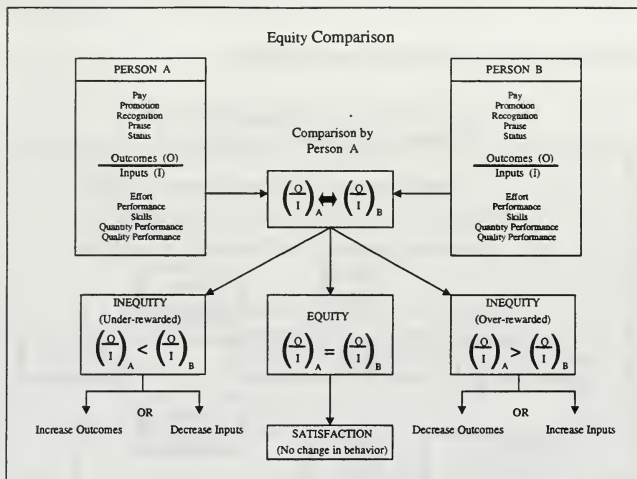 Equity Comparison
PERSON A
Pay
Promotion
Recognition
Praise
Status
Outcomes (O)
Inputs (I)
Effort
Performance
Skills
Quantity Performance
Quality Performance
PERSON B
Pay
Promotion
Recognition
Praise
Status
Outcomes (O)
Inputs (I)
Effort
Performance
Skills
Quantity Performance
Quality Performance
Comparison by
Person A
(O/I)A ⬌ (O/I)B
INEQUITY
(Under-rewarded)
(O/I)A < (O/I)B
OR
Increase Outcomes Decrease Inputs
EQUITY
(O/I)A = (O/I)B
SATISFACTION
(No change in behavior)
INEQUITY
(Over-rewarded)
(O/I)A > (O/I)B
OR
Decrease Outcomes Increase Inputs